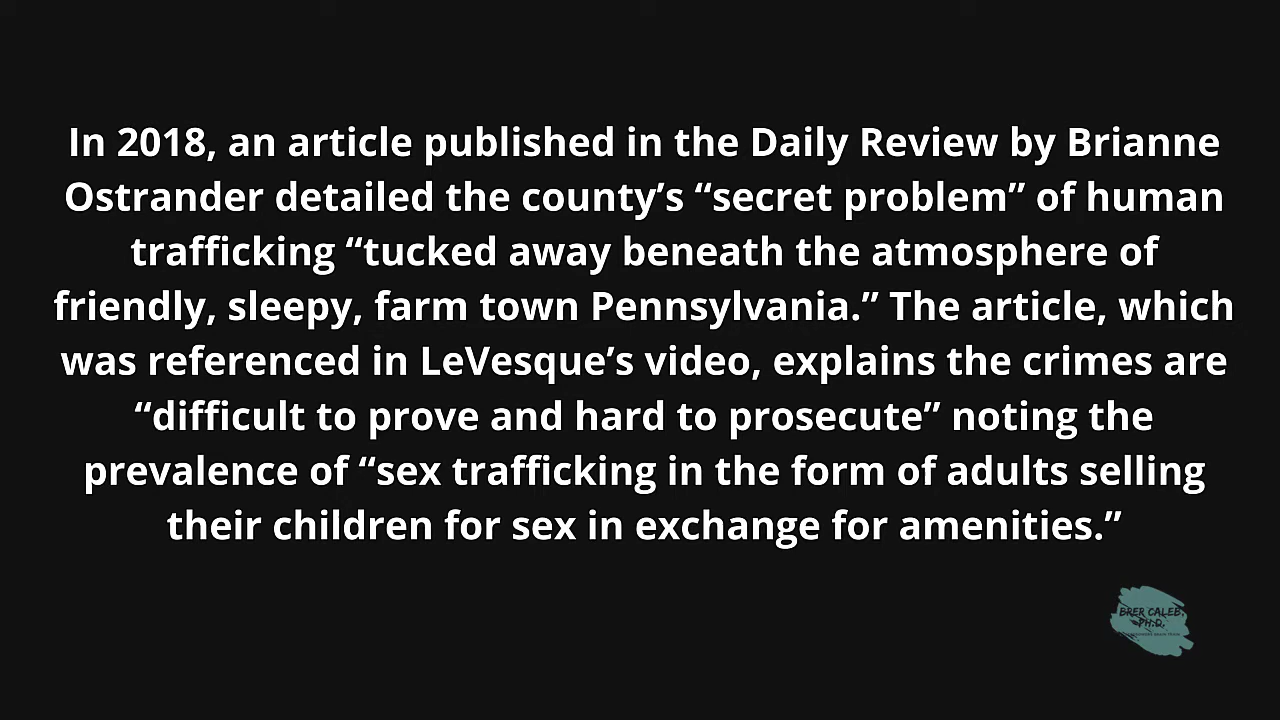 In 2018, an article published in the Daily Review by Brianne
Ostrander detailed the county’s “secret problem” of human
trafficking “tucked away beneath the atmosphere of
friendly, sleepy, farm town Pennsylvania.” The article, which
was referenced in LeVesque’s video, explains the crimes are
“difficult to prove and hard to prosecute” noting the
prevalence of “sex trafficking in the form of adults selling
their children for sex in exchange for amenities.”
BRER CALEB,
PH.D.